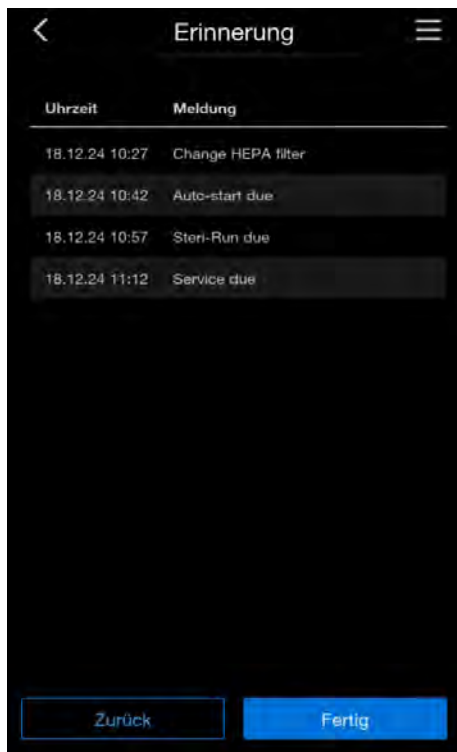 Erinnerung
Uhrzeit Meldung
18.12.24 10:27 Change HEPA filter
18.12.24 10:42 Auto-start due
18.12.24 10:57 Steri-Run due
18.12.24 11:12 Service due
Zurück Fertig